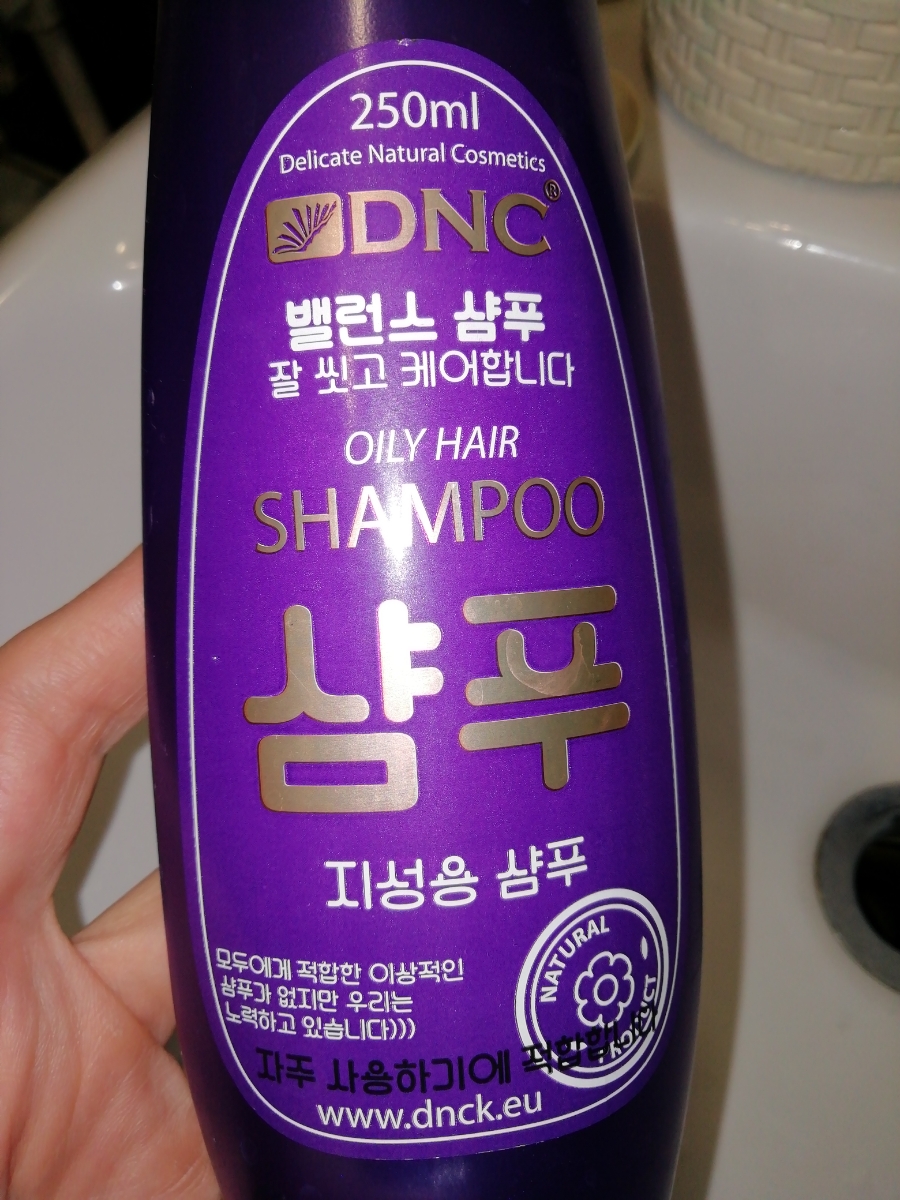 250ml
Delicate Natural Cosmetics
DNC®
밸런스 샴푸
잘 씻고 케어합니다
OILY HAIR
SHAMPOO
샴푸
지성용 샴푸
모두에게 적합한 이상적인
샴푸가 없지만 우리는
노력하고 있습니다)))
NATURAL
PRODUCT
자주 사용하기에 적합합니다
www.dnck.eu